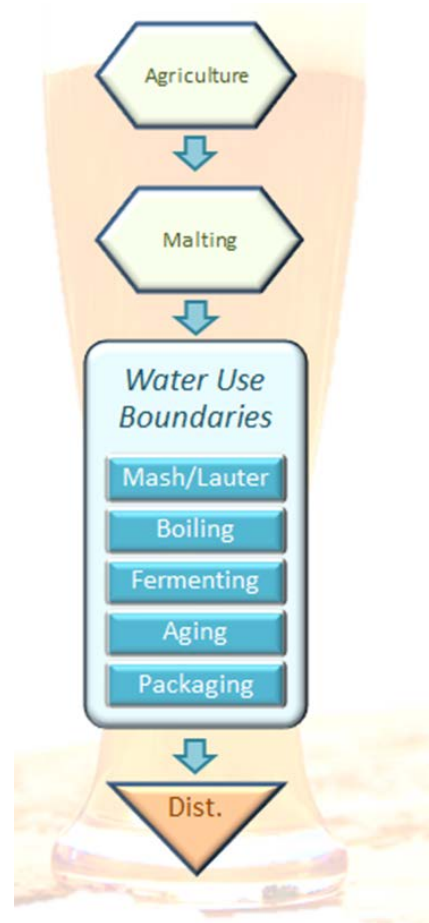 Agriculture
Malting
Water Use
Boundaries
Mash/Lauter
Boiling
Fermenting
Aging
Packaging
Dist.